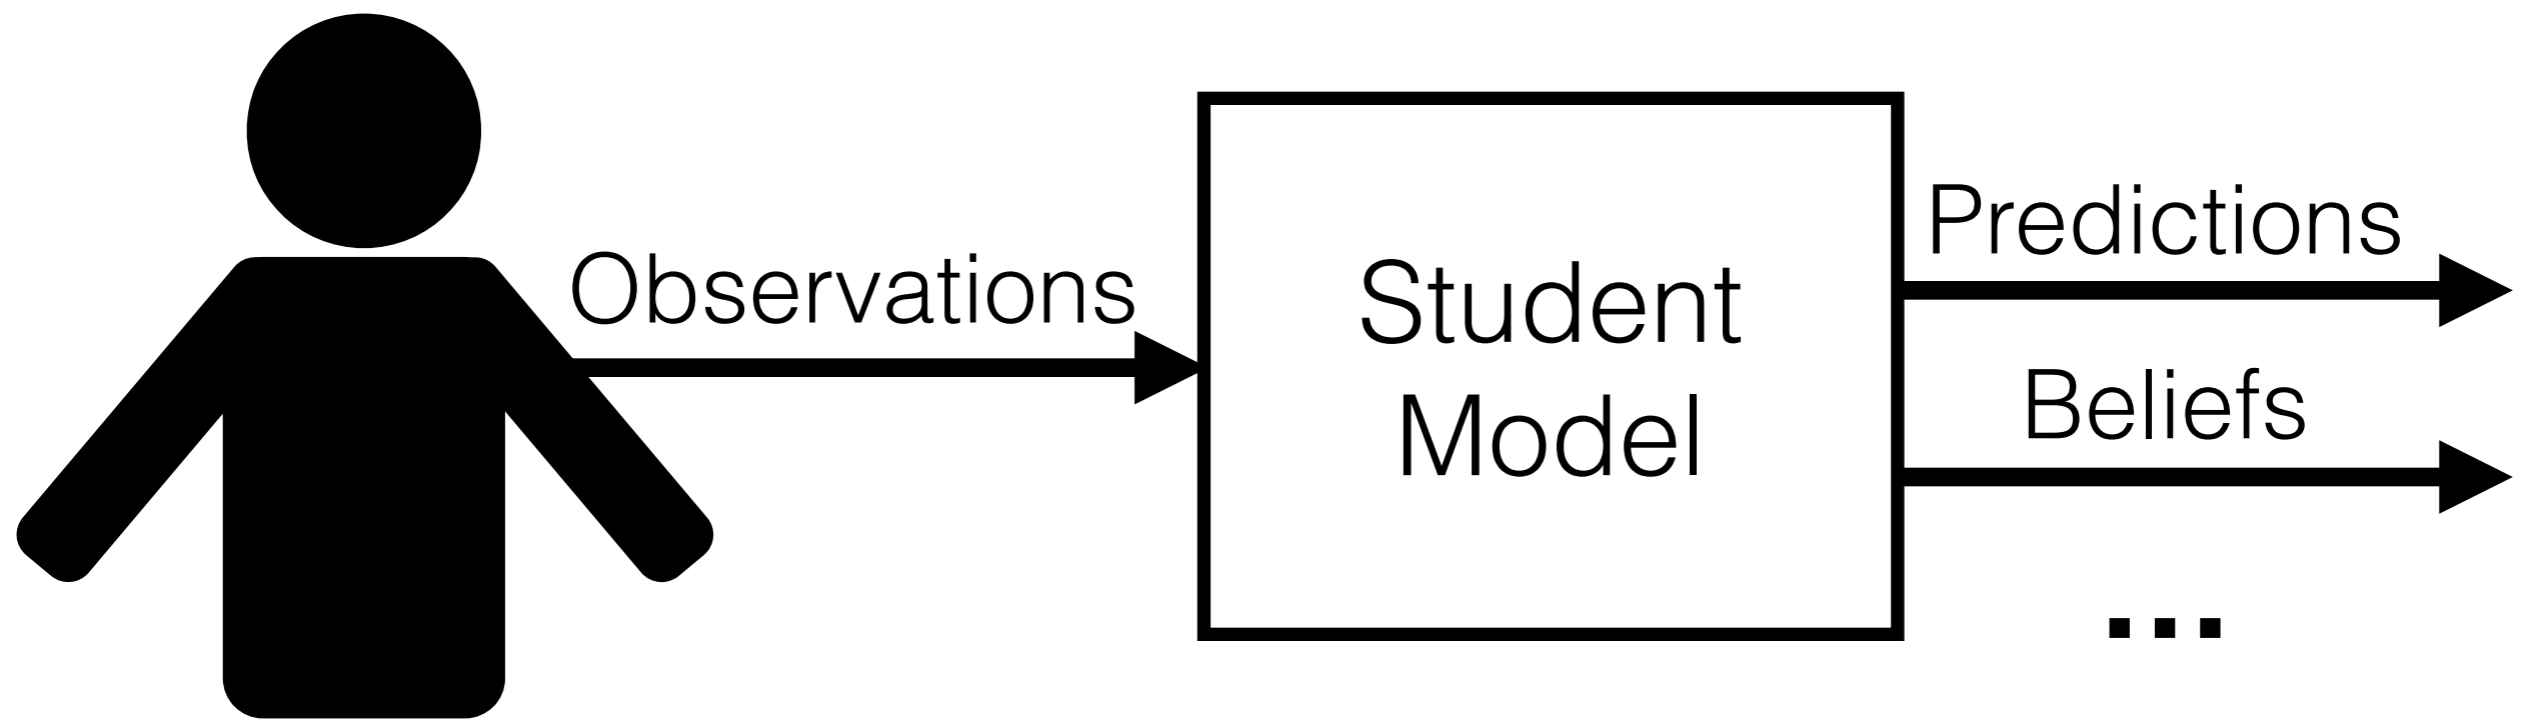 Observations
Student
Model
Predictions
Beliefs
...